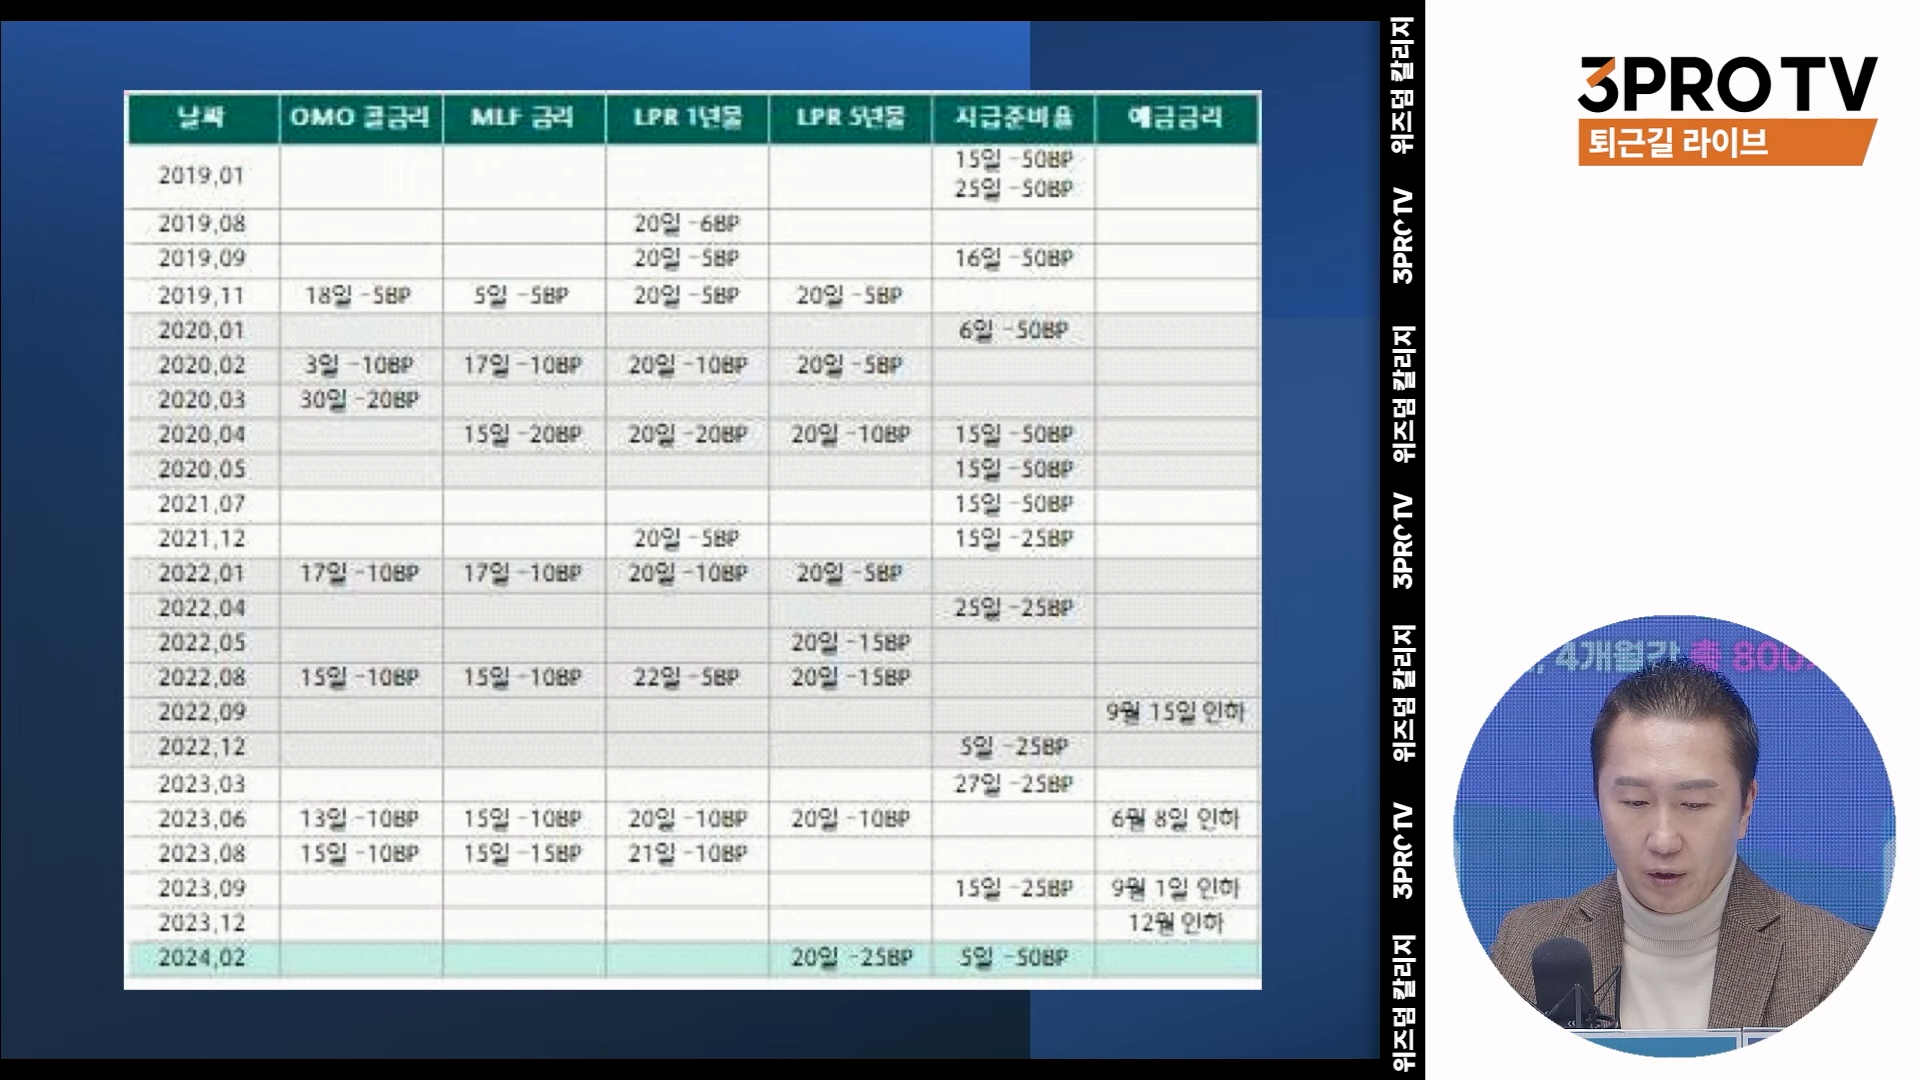 날짜 OMO 콜금리 MLF 금리 LPR 1년물 LPR 5년물 지급준비율 예금금리
2019.01 15일 -50BP
25일 -50BP
2019.08 20일 -6BP
2019.09 20일 -5BP 16일 -50BP
2019.11 18일 -5BP 5일 -5BP 20일 -5BP 20일 -5BP
2020.01 6일 -50BP
2020.02 3일 -10BP 17일 -10BP 20일 -10BP 20일 -5BP
2020.03 30일 -20BP
2020.04 15일 -20BP 20일 -20BP 20일 -10BP 15일 -50BP
2020.05 15일 -50BP
2021.07 15일 -50BP
2021.12 20일 -5BP 15일 -25BP
2022.01 17일 -10BP 17일 -10BP 20일 -10BP 20일 -5BP
2022.04 25일 -25BP
2022.05 20일 -15BP
2022.08 15일 -10BP 15일 -10BP 22일 -5BP 20일 -15BP
2022.09 9월 15일 인하
2022.12 5일 -25BP
2023.03 27일 -25BP
2023.06 13일 -10BP 15일 -10BP 20일 -10BP 20일 -10BP 6월 8일 인하
2023.08 15일 -10BP 15일 -15BP 21일 -10BP
2023.09 15일 -25BP 9월 1일 인하
2023.12 12월 인하
2024.02 20일 -25BP 5일 -50BP
위즈덤 칼리지 3PROTV 위즈덤 칼리지 3PROTV 위즈덤 칼리지 3PROTV 위즈덤 칼리지
3PROTV
퇴근길 라이브
4개월간 총 800